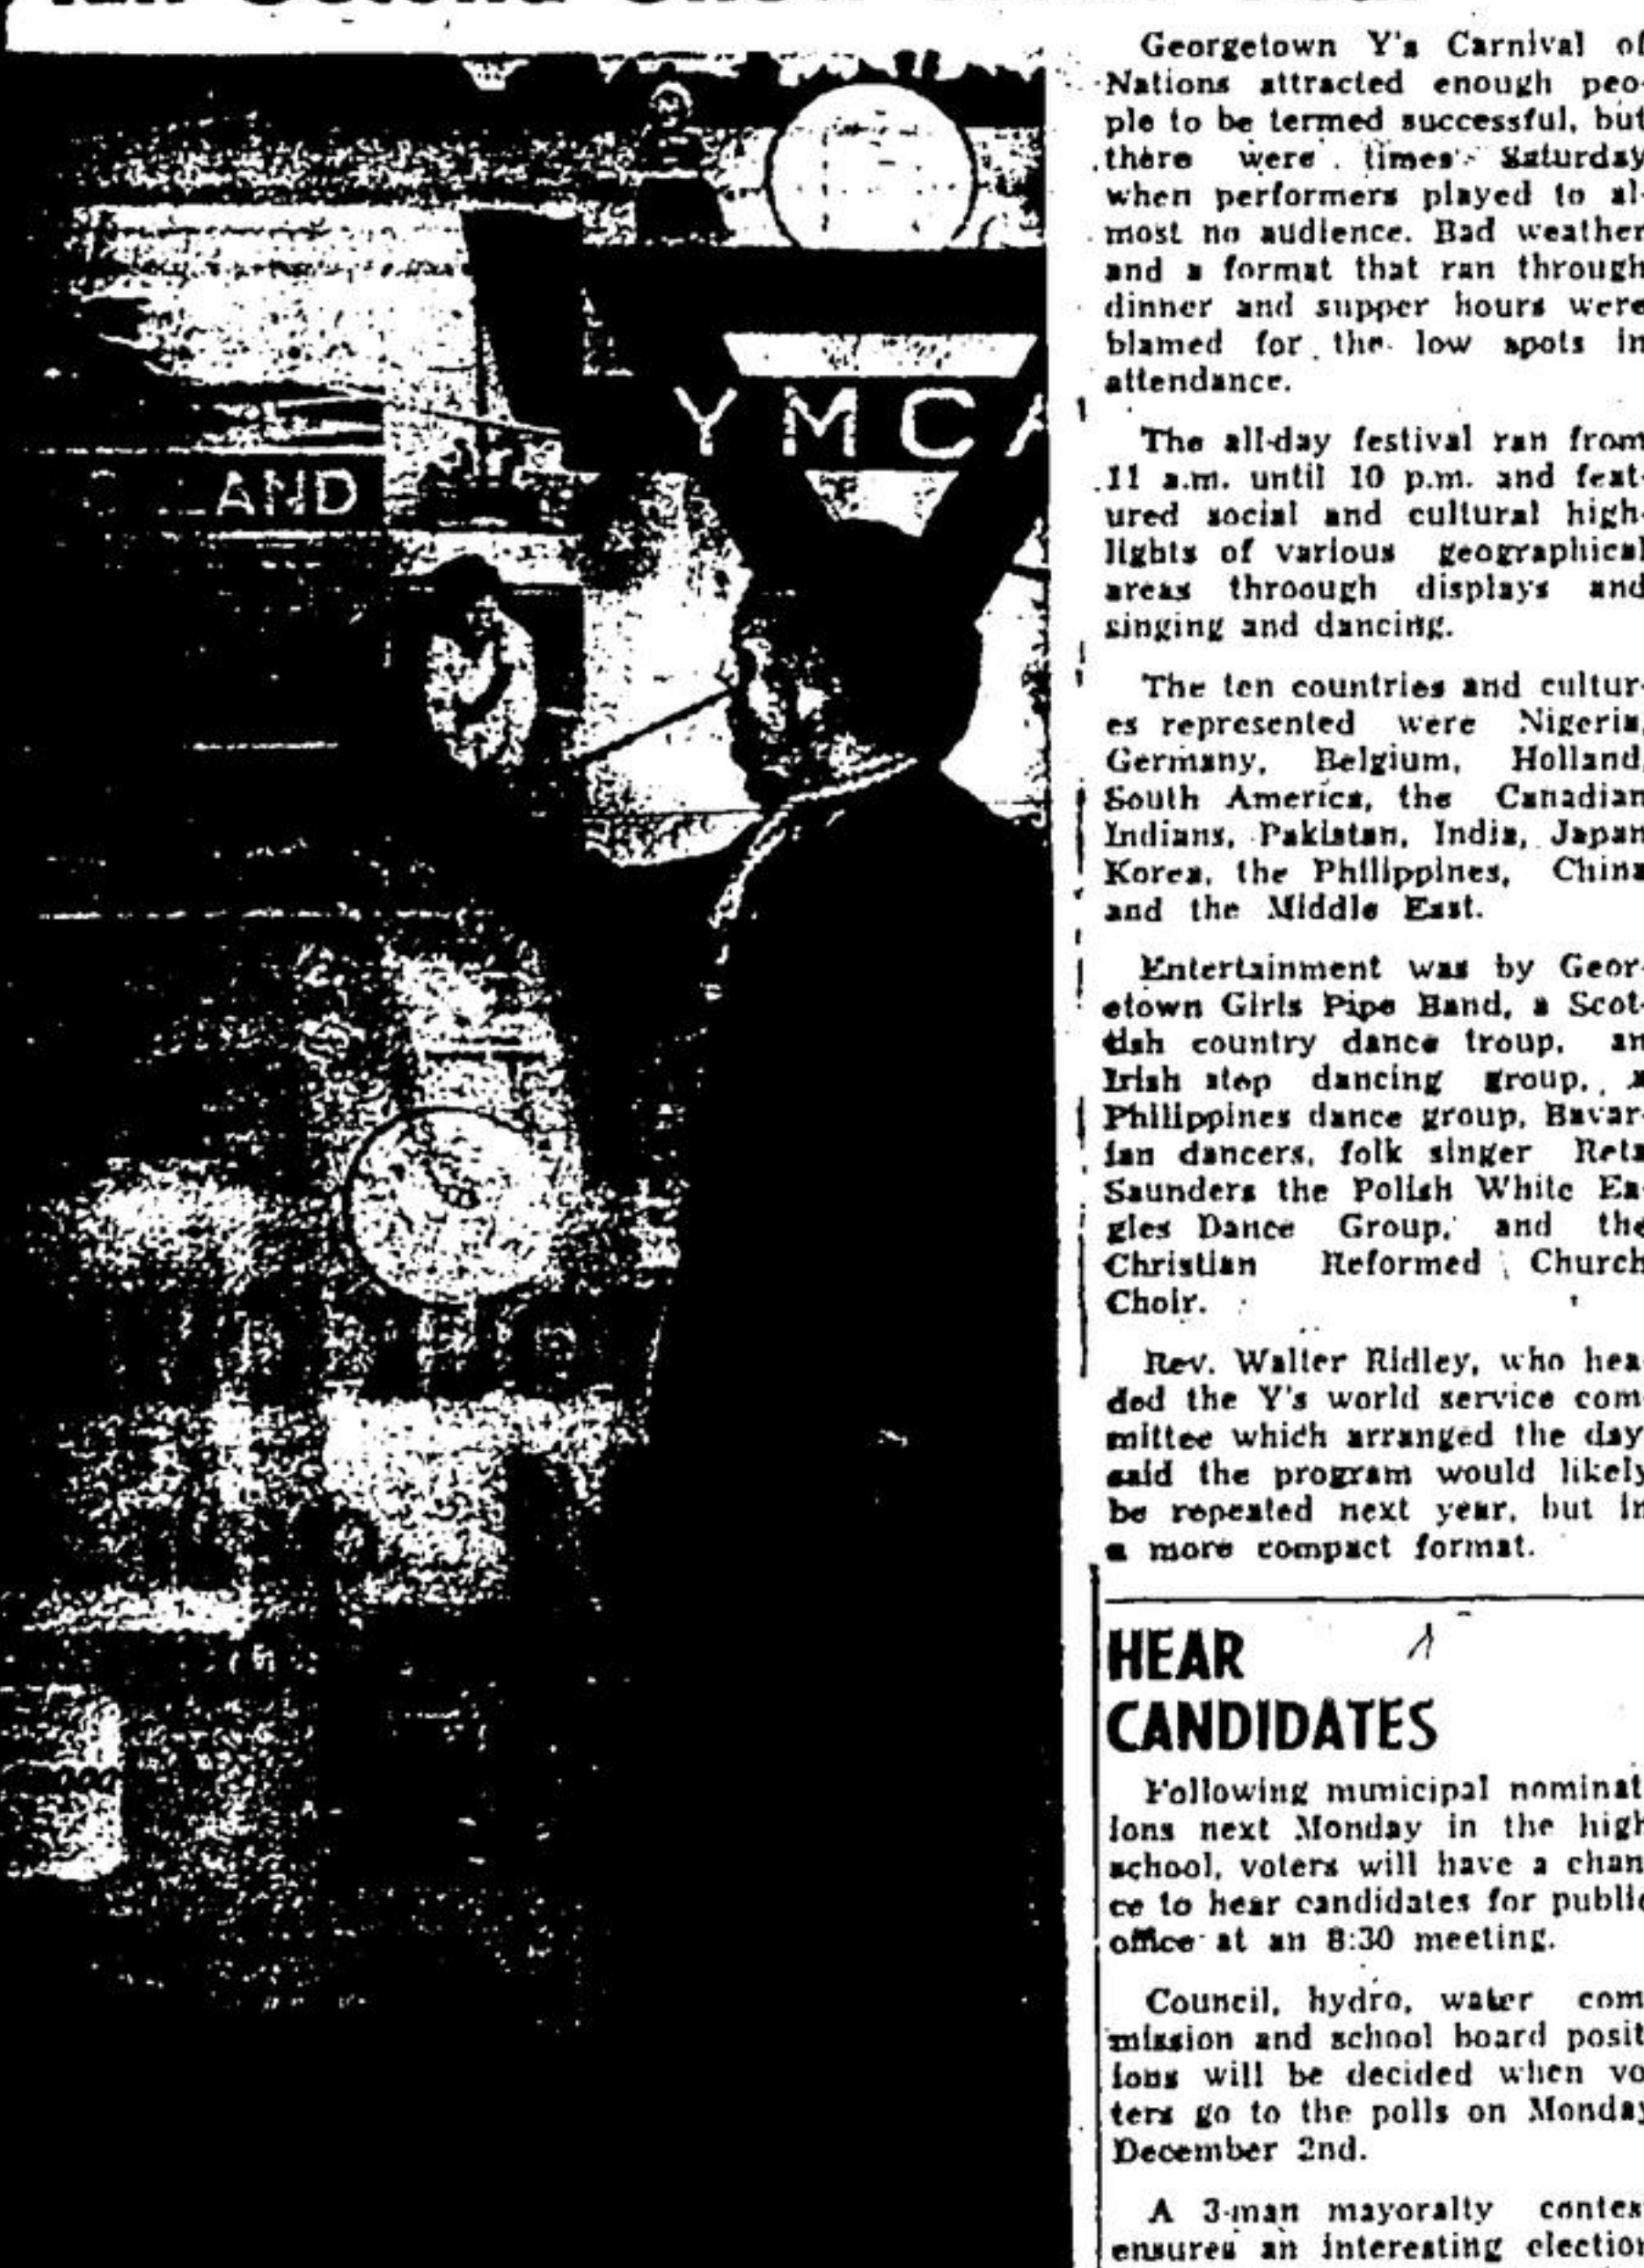 YMCA
LAND
Georgetown Y's Carnival of
Nations attracted enough peo-
ple to be termed successful, but
there were times Saturday
when performers played to al-
most no audience. Bad weather
and a format that ran through
dinner and supper hours were
blamed for the low spots in
attendance.
The all-day festival ran from
11 a.m. until 10 p.m. and feat-
ured social and cultural high-
lights of various geographical
areas throough displays and
singing and dancing.
The ten countries and cultur-
es represented were Nigeria,
Germany, Belgium, Holland,
South America, the Canadian
Indians, Pakistan, India, Japan
Korea, the Philippines, China
and the Middle East.
Entertainment was by Geor-
etown Girls Pipe Band, a Scot-
tish country dance troup, an
Irish step dancing group, a
Philippines dance group, Bavar-
ian dancers, folk singer Reta
Saunders the Polish White Ea-
gles Dance Group, and the
Christian Reformed Church
Choir.
Rev. Walter Ridley, who hea-
ded the Y's world service com-
mittee which arranged the day
said the program would likely
be repeated next year, but in
a more compact format.
HEAR
CANDIDATES
Following municipal nominat
ions next Monday in the high
school, voters will have a chan
ce to hear candidates for public
office at an 8:30 meeting.
Council, hydro, water com
mission and school board posit
ions will be decided when vo
ters go to the polls on Monday
December 2nd.
A 3-man mayoralty contes
ensures an interesting election